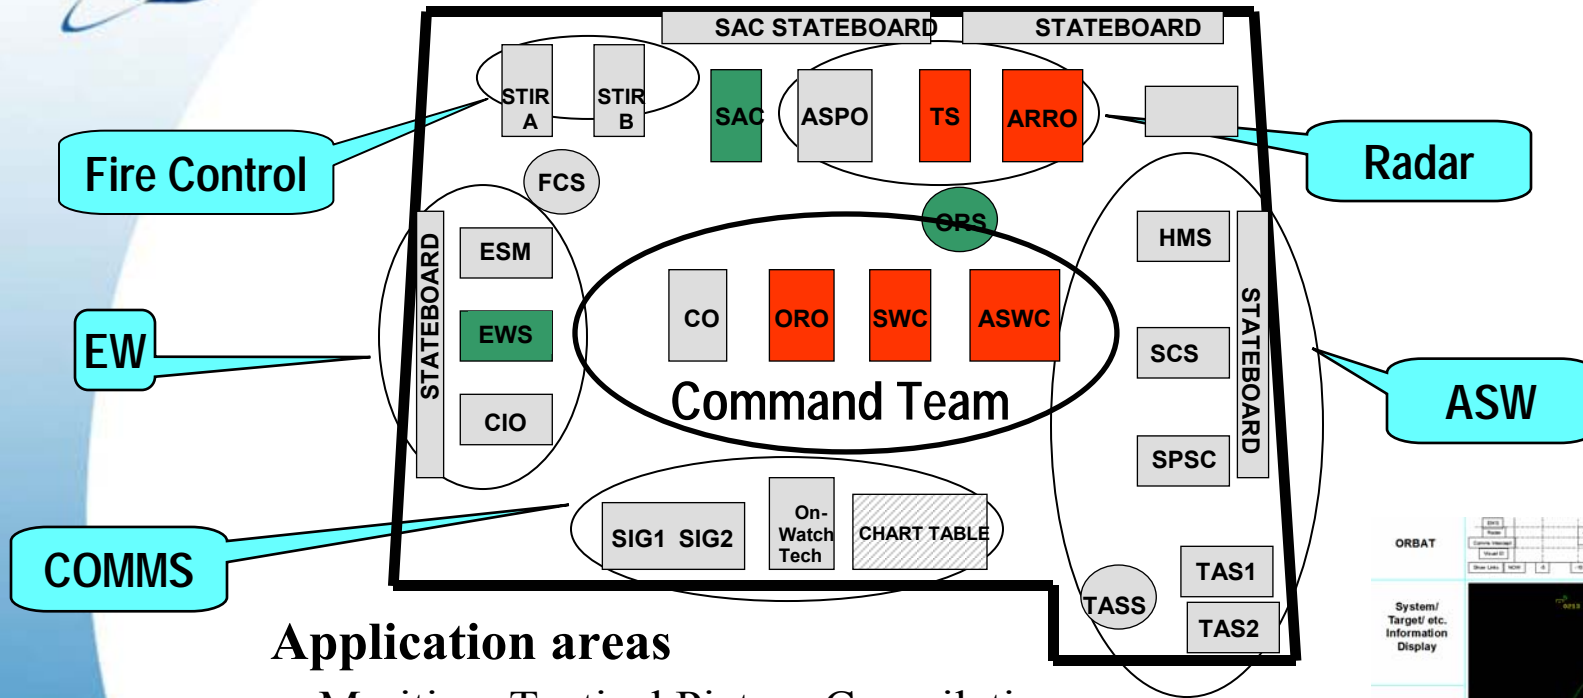 SAC STATEBOARD
STATEBOARD
STIR
A
STIR
B
SAC
ASPO
TS
ARRO
Fire Control
Radar
FCS
ORS
STATEBOARD
ESM
EWS
CIO
EW
CO
ORO
SWC
ASWC
Command Team
HMS
SCS
SPSC
STATEBOARD
ASW
COMMS
SIG1 SIG2
On-
Watch
Tech
CHART TABLE
TASS
TAS1
TAS2
ORBAT
System/
Target/ etc.
Information
Display
Application areas